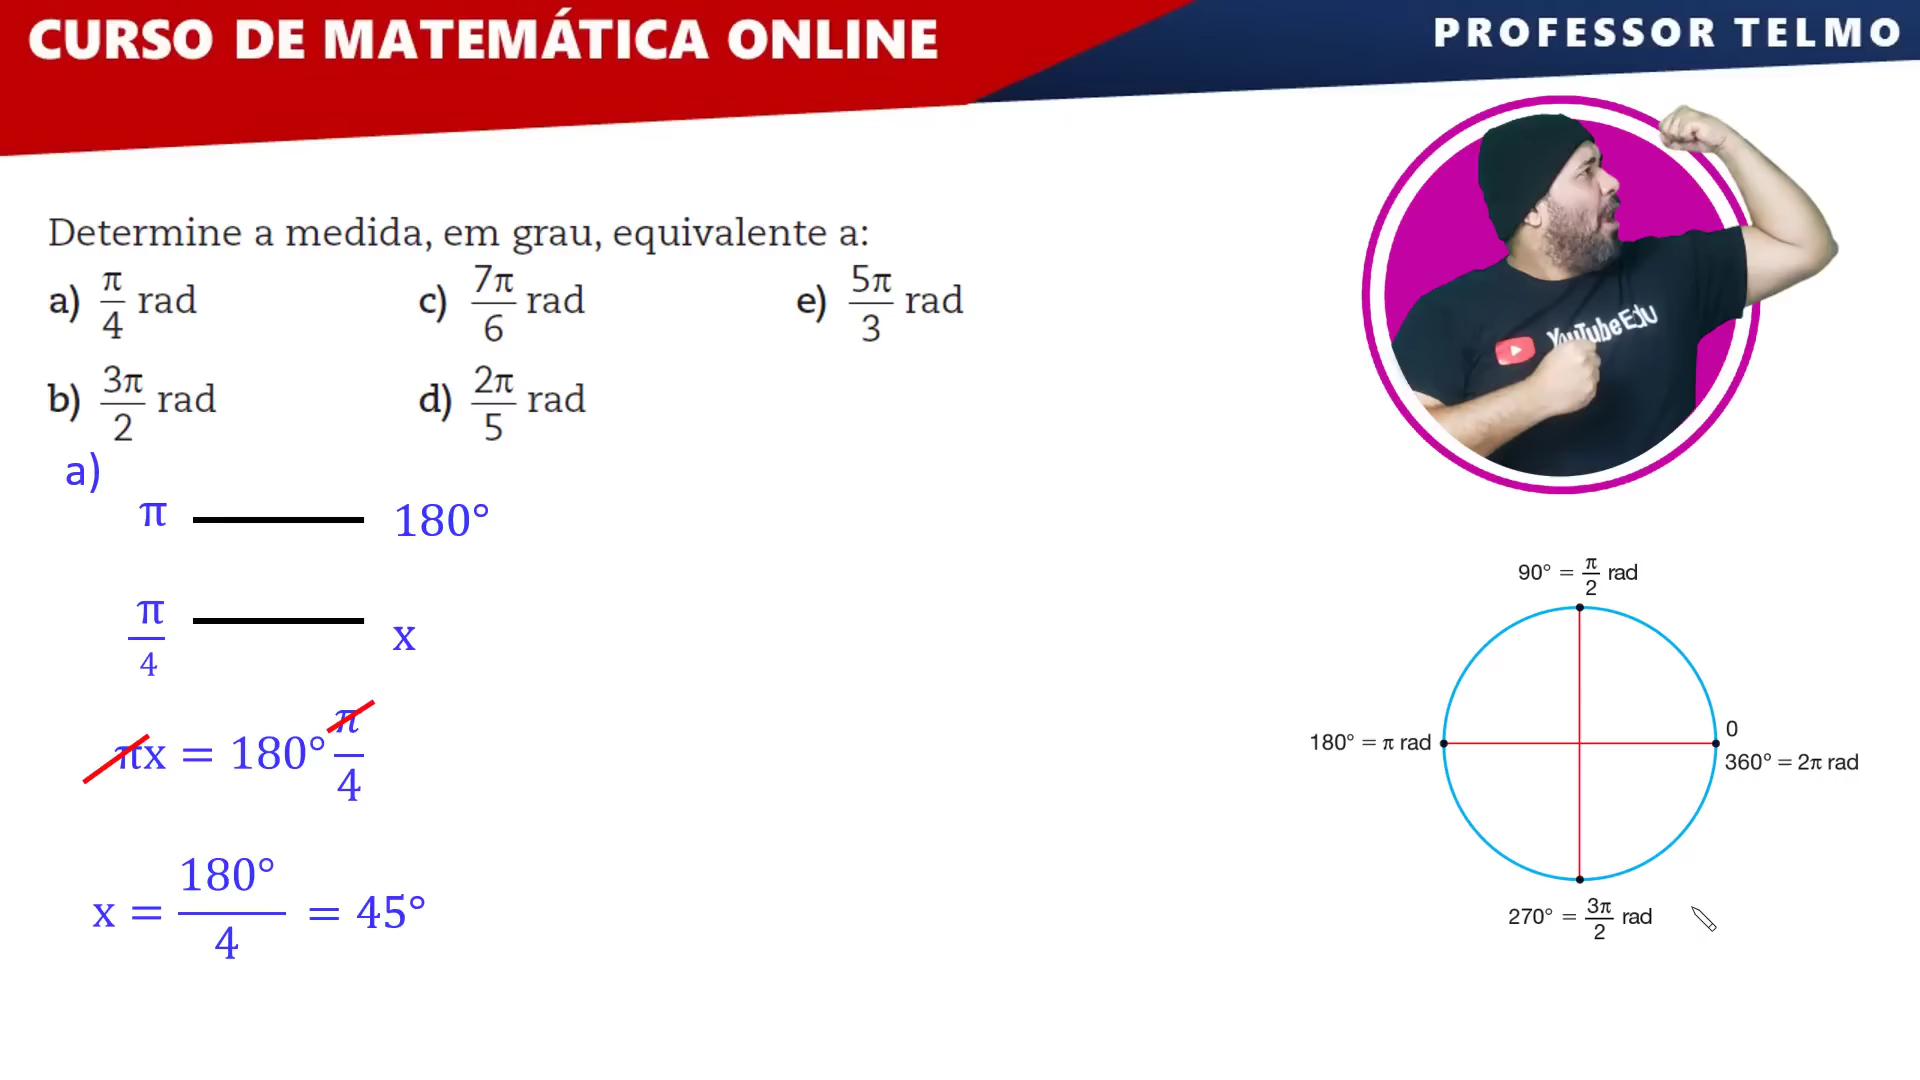 CURSO DE MATEMÁTICA ONLINE
PROFESSOR TELMO
YouTubeEdu
Determine a medida, em grau, equivalente a:
a) π/4 rad
c) 7π/6 rad
e) 5π/3 rad
b) 3π/2 rad
d) 2π/5 rad
a)
π 180°
π/4 x
πx = 180° π/4
x = 180°/4 = 45°
90° = π/2 rad
180° = π rad
0
360° = 2π rad
270° = 3π/2 rad